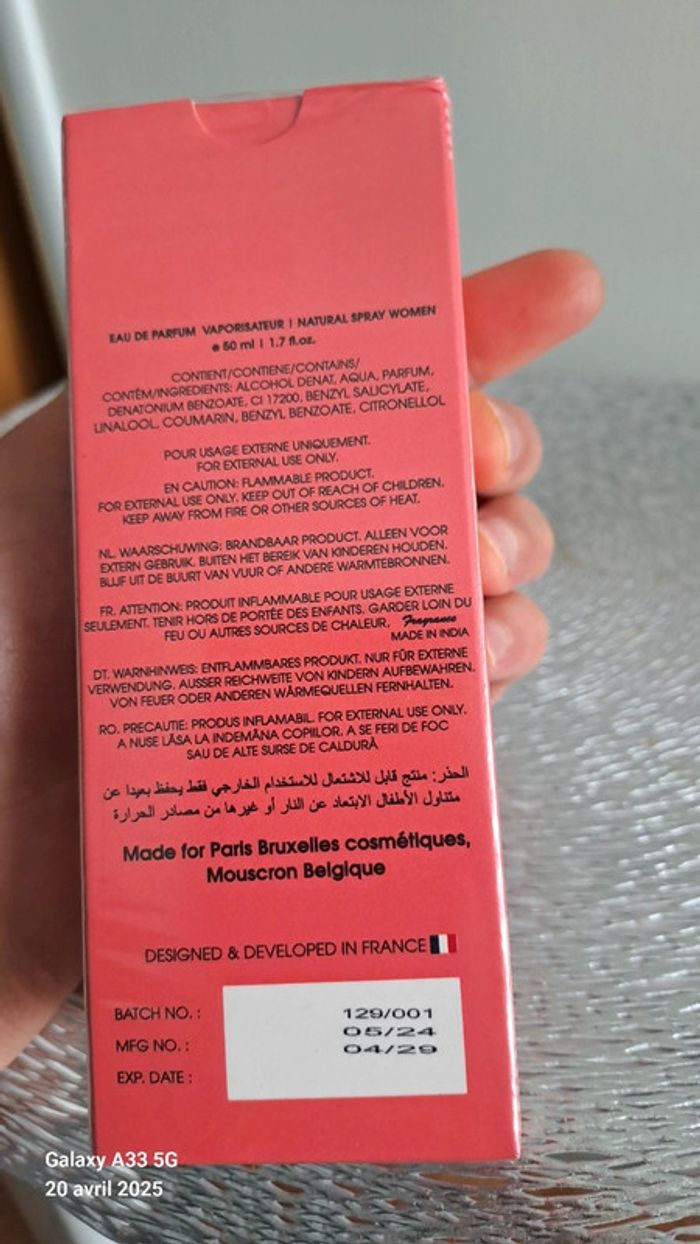 EAU DE PARFUM VAPORISATEUR | NATURAL SPRAY WOMEN
e 50 ml | 1.7 fl.oz.
CONTIENT/CONTIENE/CONTAINS/
CONTÉM/INGREDIENTS: ALCOHOL DENAT, AQUA, PARFUM,
DENATONIUM BENZOATE, CI 17200, BENZYL SALICYLATE,
LINALOOL, COUMARIN, BENZYL BENZOATE, CITRONELLOL
POUR USAGE EXTERNE UNIQUEMENT.
FOR EXTERNAL USE ONLY.
EN CAUTION: FLAMMABLE PRODUCT.
FOR EXTERNAL USE ONLY. KEEP OUT OF REACH OF CHILDREN.
KEEP AWAY FROM FIRE OR OTHER SOURCES OF HEAT.
NL. WAARSCHUWING: BRANDBAAR PRODUCT. ALLEEN VOOR
EXTERN GEBRUIK. BUITEN HET BEREIK VAN KINDEREN HOUDEN.
BLIJF UIT DE BUURT VAN VUUR OF ANDERE WARMTEBRONNEN.
FR. ATTENTION: PRODUIT INFLAMMABLE POUR USAGE EXTERNE
SEULEMENT. TENIR HORS DE PORTÉE DES ENFANTS. GARDER LOIN DU
FEU OU AUTRES SOURCES DE CHALEUR. Fragrance
MADE IN INDIA
DT. WARNHINWEIS: ENTFLAMMBARES PRODUKT. NUR FÜR EXTERNE
VERWENDUNG. AUSSER REICHWEITE VON KINDERN AUFBEWAHREN.
VON FEUER ODER ANDEREN WÄRMEQUELLEN FERNHALTEN.
RO. PRECAUTIE: PRODUS INFLAMABIL. FOR EXTERNAL USE ONLY.
A NUSE LĂSA LA INDEMÂNA COPIILOR. A SE FERI DE FOC
SAU DE ALTE SURSE DE CALDURĂ
الحذر: منتج قابل للاشتعال للاستخدام الخارجي فقط يحفظ بعيدا عن
متناول الأطفال الابتعاد عن النار أو غيرها من مصادر الحرارة
Made for Paris Bruxelles cosmétiques,
Mouscron Belgique
DESIGNED & DEVELOPED IN FRANCE
BATCH NO. : 129/001
MFG NO. : 05/24
EXP. DATE : 04/29
Galaxy A33 5G
20 avril 2025